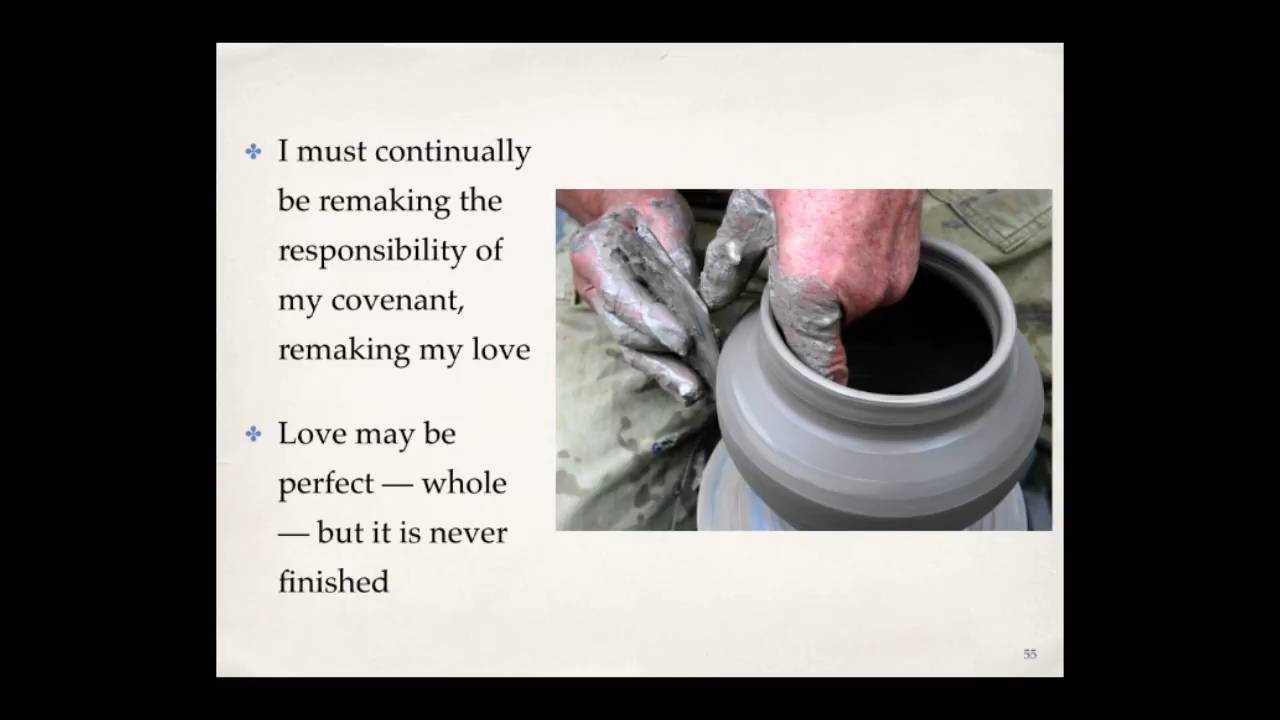 I must continually
be remaking the
responsibility of
my covenant,
remaking my love
Love may be
perfect — whole
— but it is never
finished
55